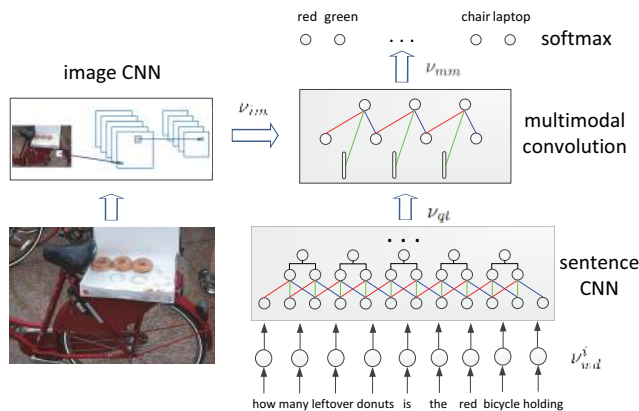 red green ... chair laptop softmax
image CNN
ν_mm
ν_im
multimodal
convolution
ν_qt
...
sentence
CNN
ν^i_wd
how many leftover donuts is the red bicycle holding